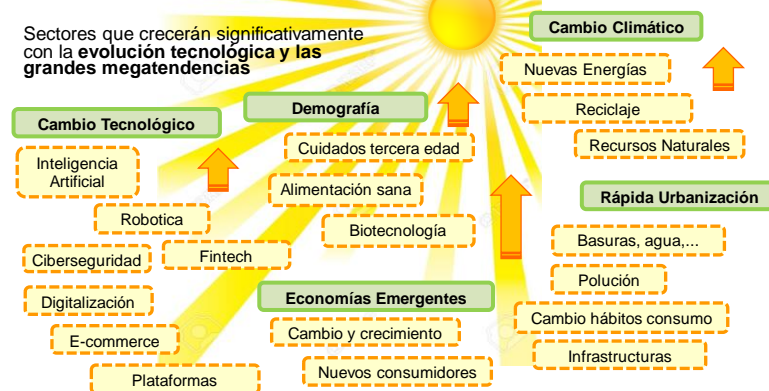 Sectores que crecerán significativamente
con la evolución tecnológica y las
grandes megatendencias
Cambio Tecnológico
Inteligencia
Artificial
Robotica
Ciberseguridad
Fintech
Digitalización
E-commerce
Plataformas
Demografía
Cuidados tercera edad
Alimentación sana
Biotecnología
Economías Emergentes
Cambio y crecimiento
Nuevos consumidores
Cambio Climático
Nuevas Energías
Reciclaje
Recursos Naturales
Rápida Urbanización
Basuras, agua,...
Polución
Cambio hábitos consumo
Infrastructuras